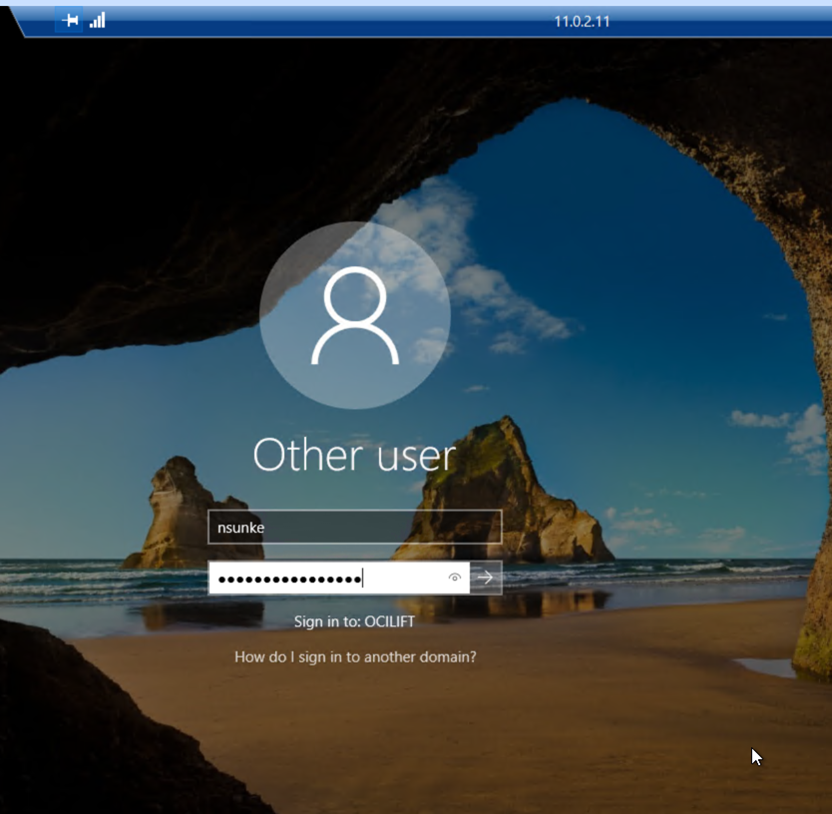 11.0.2.11
Other user
nsunke
Sign in to: OCILIFT
How do I sign in to another domain?